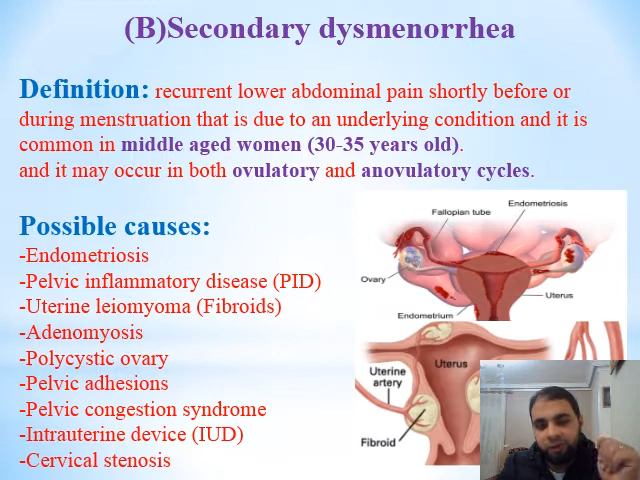 (B)Secondary dysmenorrhea
Definition: recurrent lower abdominal pain shortly before or
during menstruation that is due to an underlying condition and it is
common in middle aged women (30-35 years old).
and it may occur in both ovulatory and anovulatory cycles.
Possible causes:
-Endometriosis
-Pelvic inflammatory disease (PID)
-Uterine leiomyoma (Fibroids)
-Adenomyosis
-Polycystic ovary
-Pelvic adhesions
-Pelvic congestion syndrome
-Intrauterine device (IUD)
-Cervical stenosis
Endometriosis
Fallopian tube
Ovary
Uterus
Endometrium
Uterus
Uterine
artery
Fibroid